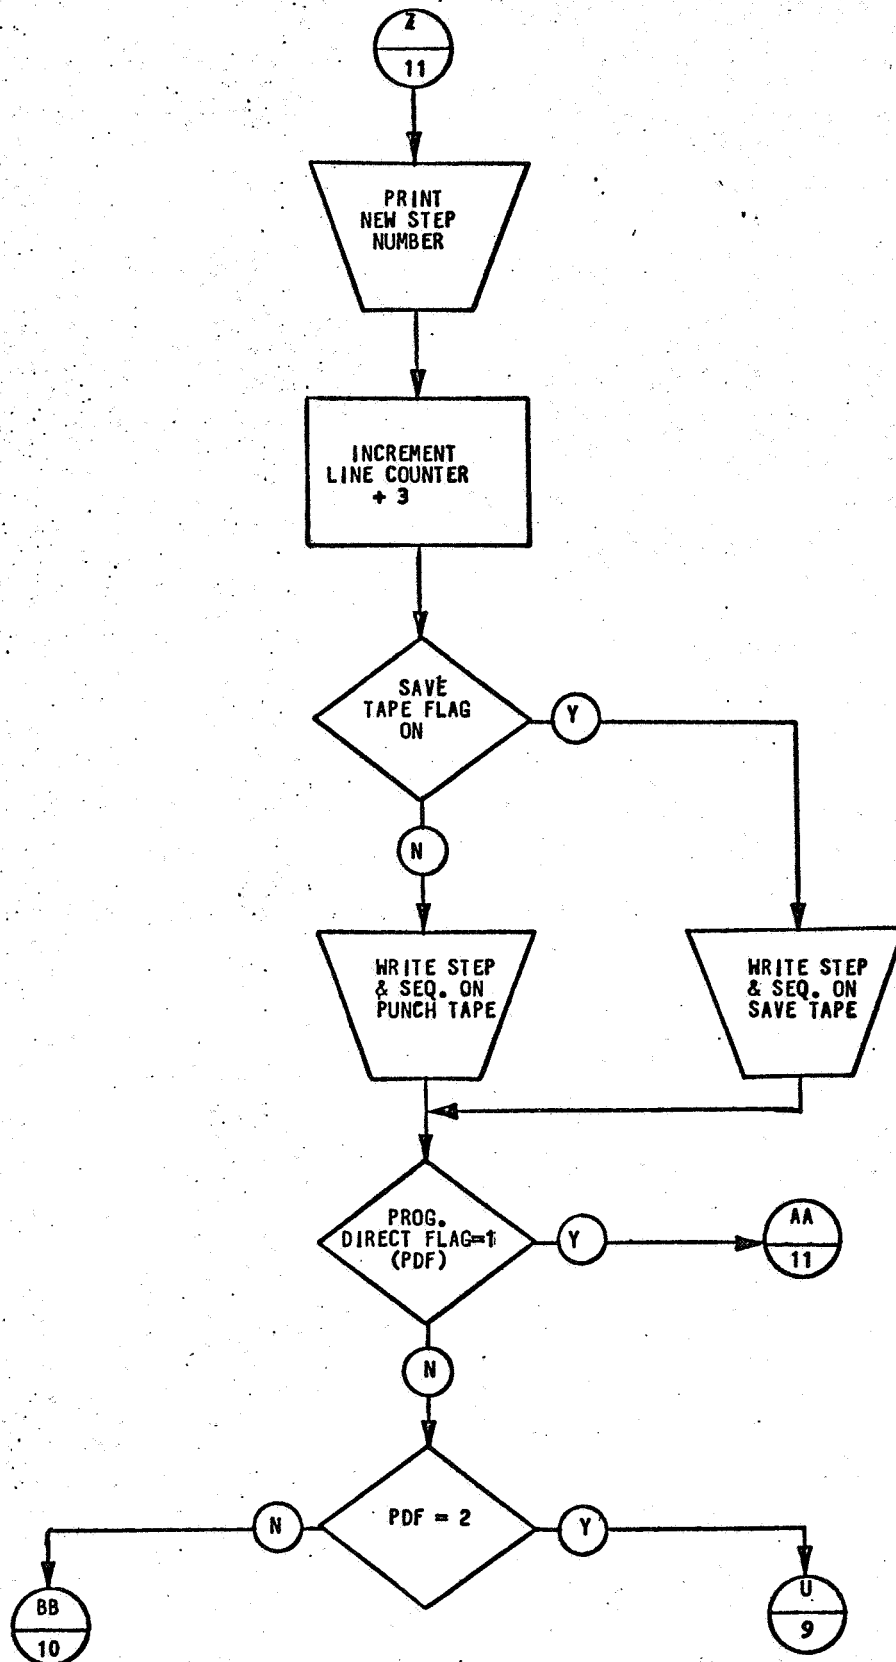 Z
11
PRINT
NEW STEP
NUMBER
INCREMENT
LINE COUNTER
+ 3
SAVE
TAPE FLAG
ON
Y
N
WRITE STEP
& SEQ. ON
PUNCH TAPE
WRITE STEP
& SEQ. ON
SAVE TAPE
PROG.
DIRECT FLAG=1
(PDF)
Y
AA
11
N
PDF = 2
N
Y
BB
10
U
9